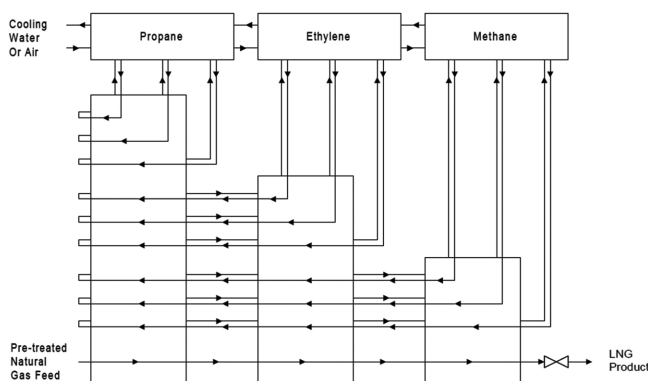 Cooling
Water
Or Air
Propane
Ethylene
Methane
Pre-treated
Natural
Gas Feed
LNG
Product